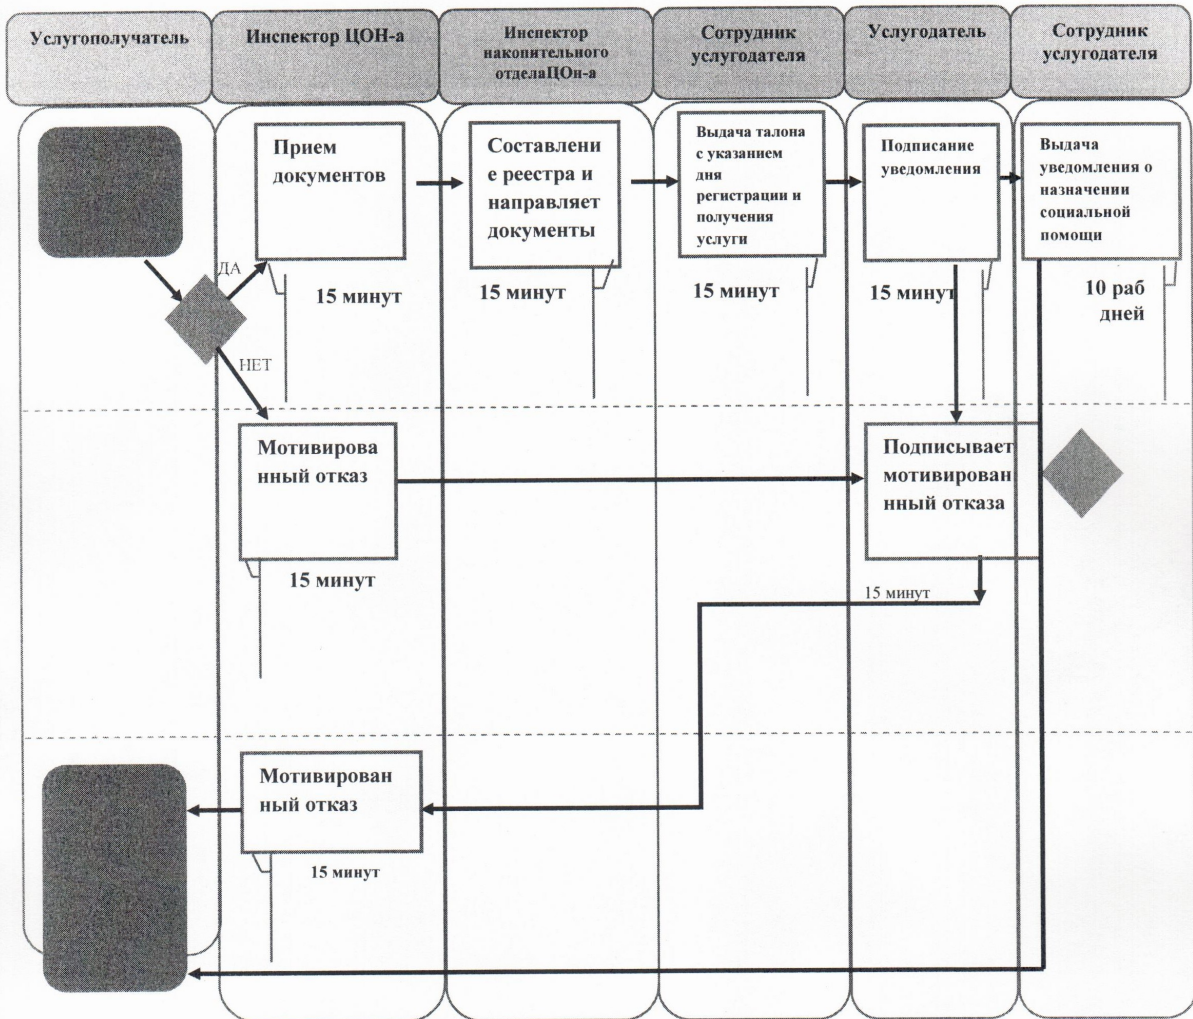 Услугополучатель
Инспектор ЦОН-а
Инспектор
накопительного
отделаЦОн-а
Сотрудник
услугодателя
Услугодатель
Сотрудник
услугодателя
Прием
документов
Составлени
е реестра и
направляет
документы
Выдача талона
с указанием
дня
регистрации и
получения
услуги
Подписание
уведомления
Выдача
уведомления о
назначении
социальной
помощи
ДА
15 минут
15 минут
15 минут
15 минут
10 раб
дней
НЕТ
Мотивирова
нный отказ
Подписывает
мотивирован
нный отказа
15 минут
15 минут
Мотивирован
ный отказ
15 минут